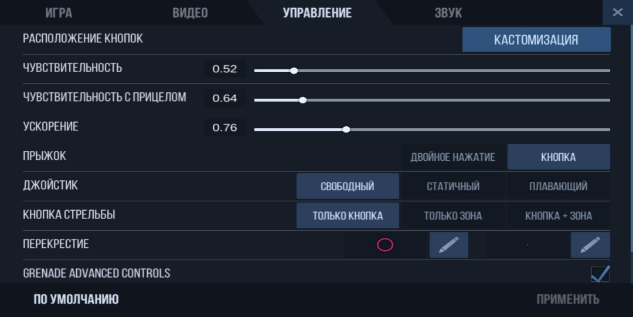 ИГРА ВИДЕО УПРАВЛЕНИЕ ЗВУК ×
РАСПОЛОЖЕНИЕ КНОПОК КАСТОМИЗАЦИЯ
ЧУВСТВИТЕЛЬНОСТЬ 0.52
ЧУВСТВИТЕЛЬНОСТЬ С ПРИЦЕЛОМ 0.64
УСКОРЕНИЕ 0.76
ПРЫЖОК ДВОЙНОЕ НАЖАТИЕ КНОПКА
ДЖОЙСТИК СВОБОДНЫЙ СТАТИЧНЫЙ ПЛАВАЮЩИЙ
КНОПКА СТРЕЛЬБЫ ТОЛЬКО КНОПКА ТОЛЬКО ЗОНА КНОПКА + ЗОНА
ПЕРЕКРЕСТИЕ
GRENADE ADVANCED CONTROLS
ПО УМОЛЧАНИЮ ПРИМЕНИТЬ